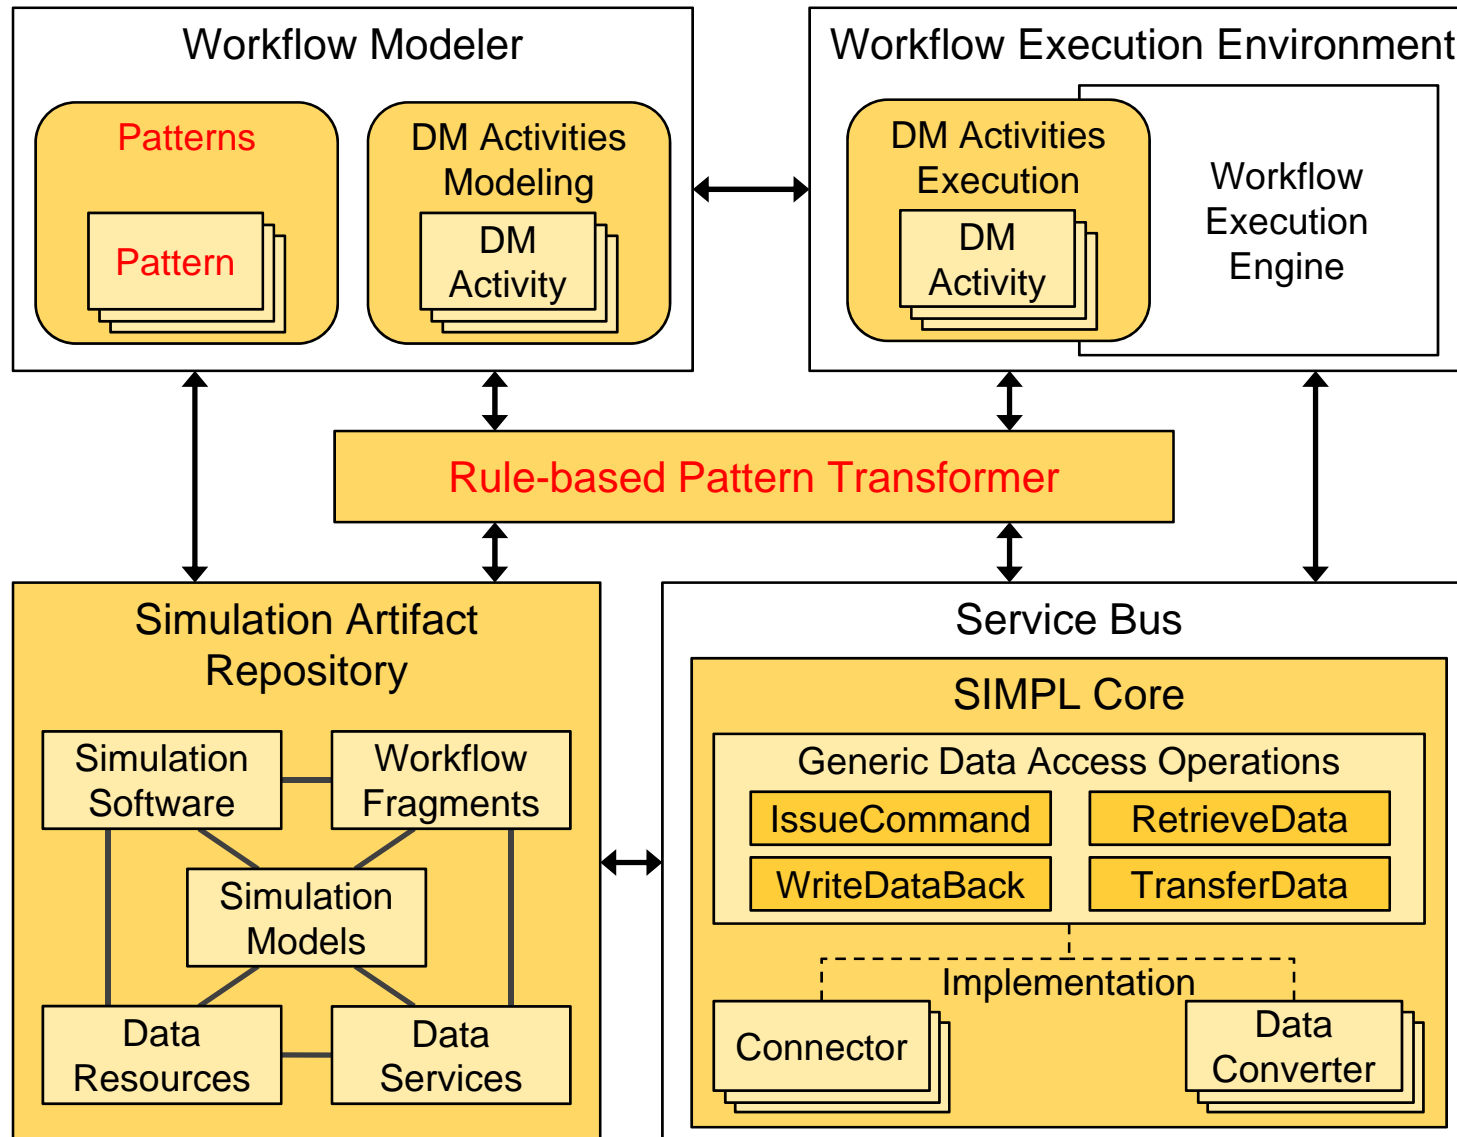 Workflow Modeler
Patterns
Pattern
DM Activities
Modeling
DM
Activity
Workflow Execution Environment
DM Activities
Execution
DM
Activity
Workflow
Execution
Engine
Rule-based Pattern Transformer
Simulation Artifact
Repository
Simulation
Software
Workflow
Fragments
Simulation
Models
Data
Resources
Data
Services
Service Bus
SIMPL Core
Generic Data Access Operations
IssueCommand
RetrieveData
WriteDataBack
TransferData
Implementation
Connector
Data
Converter